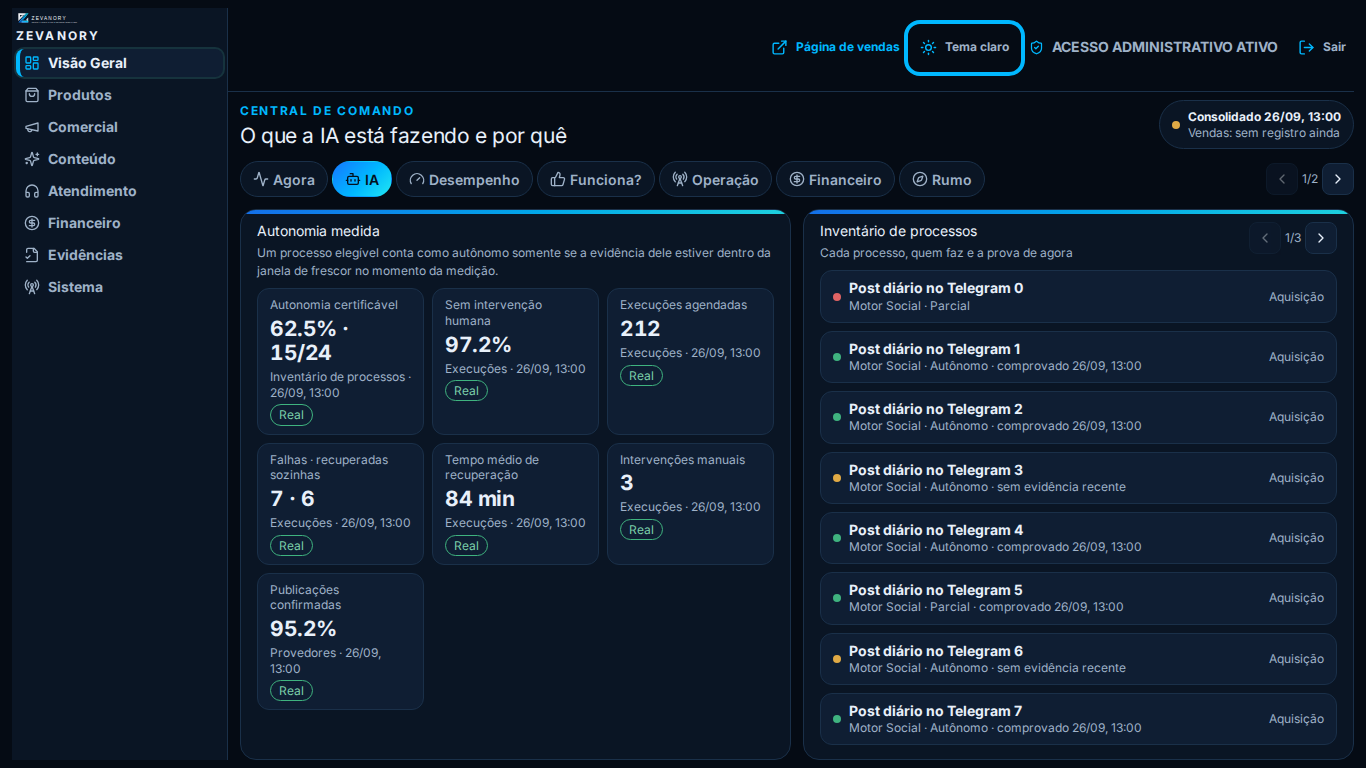 ZEVANORY
ZEVANORY
Visão Geral
Produtos
Comercial
Conteúdo
Atendimento
Financeiro
Evidências
Sistema
Página de vendas
Tema claro
ACESSO ADMINISTRATIVO ATIVO
Sair
CENTRAL DE COMANDO
O que a IA está fazendo e por quê
Consolidado 26/09, 13:00
Vendas: sem registro ainda
Agora
IA
Desempenho
Funciona?
Operação
Financeiro
Rumo
1/2
Autonomia medida
Um processo elegível conta como autônomo somente se a evidência dele estiver dentro da
janela de frescor no momento da medição.
Autonomia certificável
62.5% ·
15/24
Inventário de processos ·
26/09, 13:00
Real
Sem intervenção
humana
97.2%
Execuções · 26/09, 13:00
Real
Execuções agendadas
212
Execuções · 26/09, 13:00
Real
Falhas · recuperadas
sozinhas
7 · 6
Execuções · 26/09, 13:00
Real
Tempo médio de
recuperação
84 min
Execuções · 26/09, 13:00
Real
Intervenções manuais
3
Execuções · 26/09, 13:00
Real
Publicações
confirmadas
95.2%
Provedores · 26/09,
13:00
Real
Inventário de processos
Cada processo, quem faz e a prova de agora
1/3
Post diário no Telegram 0
Motor Social · Parcial
Aquisição
Post diário no Telegram 1
Motor Social · Autônomo · comprovado 26/09, 13:00
Aquisição
Post diário no Telegram 2
Motor Social · Autônomo · comprovado 26/09, 13:00
Aquisição
Post diário no Telegram 3
Motor Social · Autônomo · sem evidência recente
Aquisição
Post diário no Telegram 4
Motor Social · Autônomo · comprovado 26/09, 13:00
Aquisição
Post diário no Telegram 5
Motor Social · Parcial · comprovado 26/09, 13:00
Aquisição
Post diário no Telegram 6
Motor Social · Autônomo · sem evidência recente
Aquisição
Post diário no Telegram 7
Motor Social · Autônomo · comprovado 26/09, 13:00
Aquisição